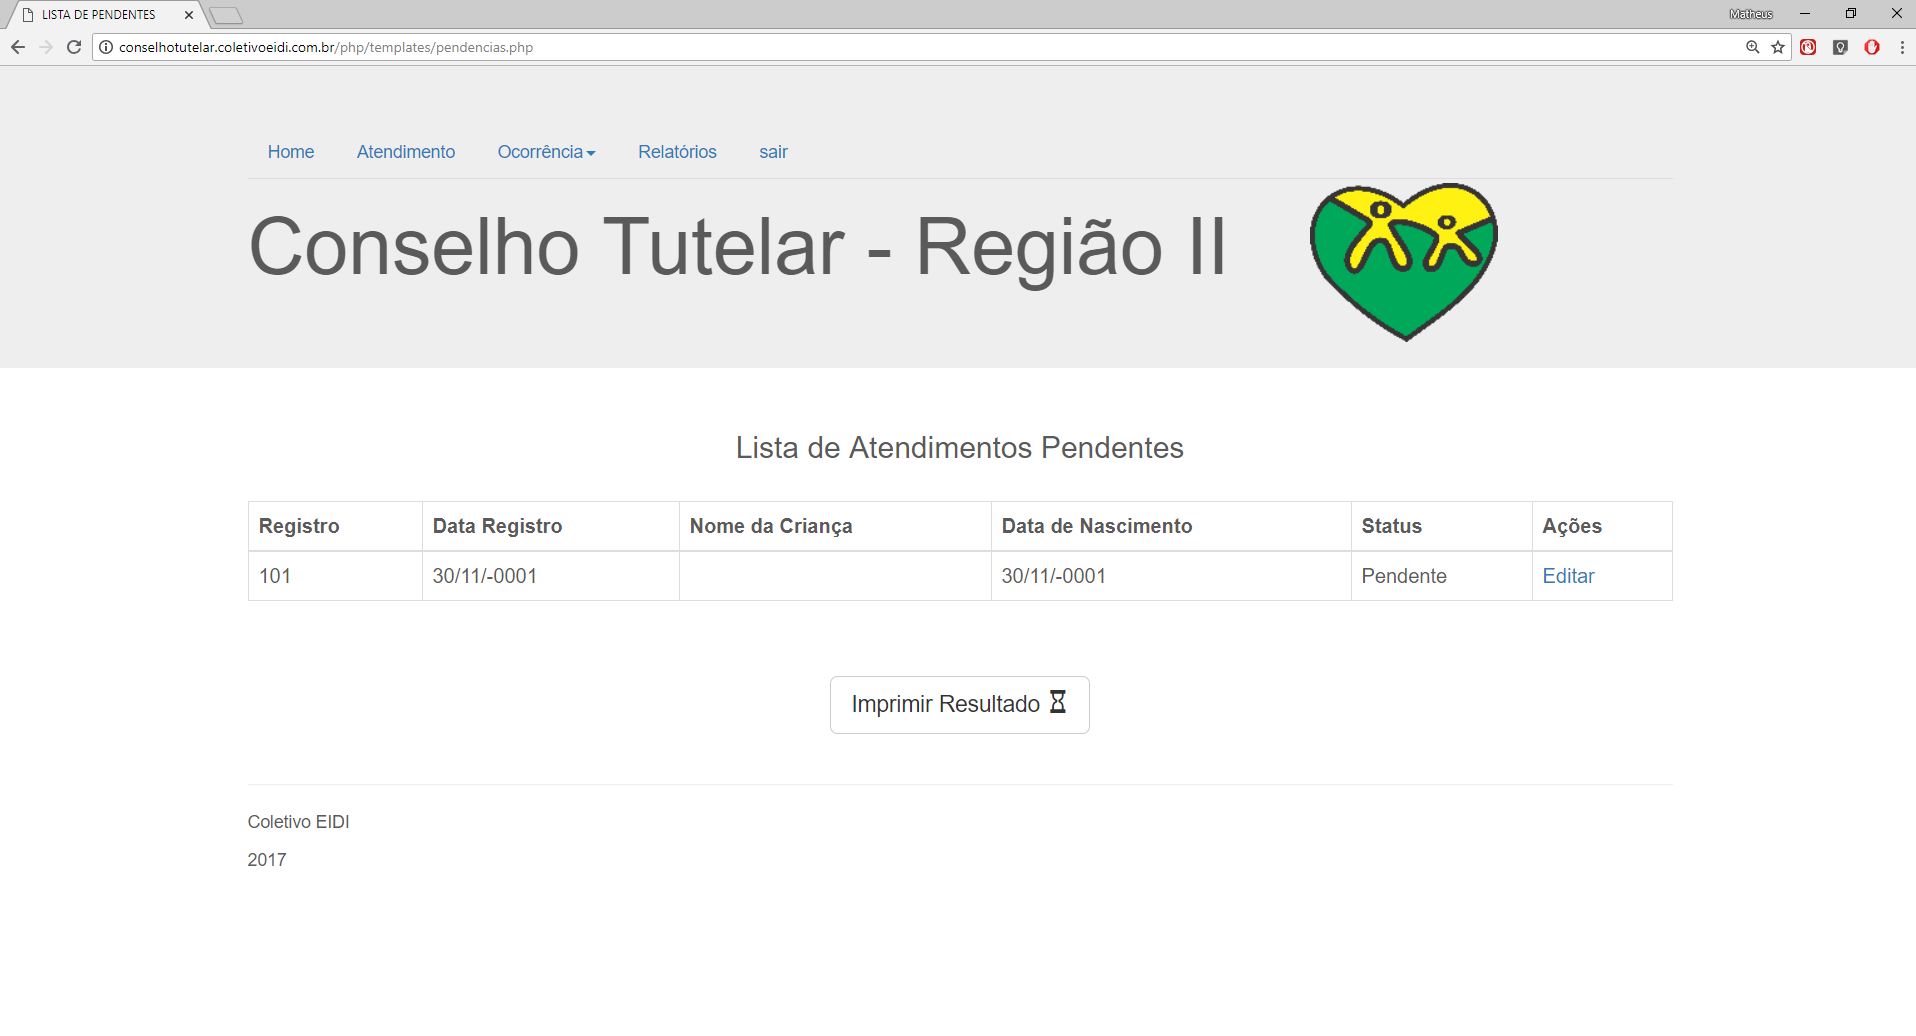 LISTA DE PENDENTES
Matheus
conselhotutelar.coletivoeidi.com.br/php/templates/pendencias.php
Home Atendimento Ocorrência Relatórios sair
Conselho Tutelar - Região II
Lista de Atendimentos Pendentes
Registro Data Registro Nome da Criança Data de Nascimento Status Ações
101 30/11/-0001 30/11/-0001 Pendente Editar
Imprimir Resultado
Coletivo EIDI
2017